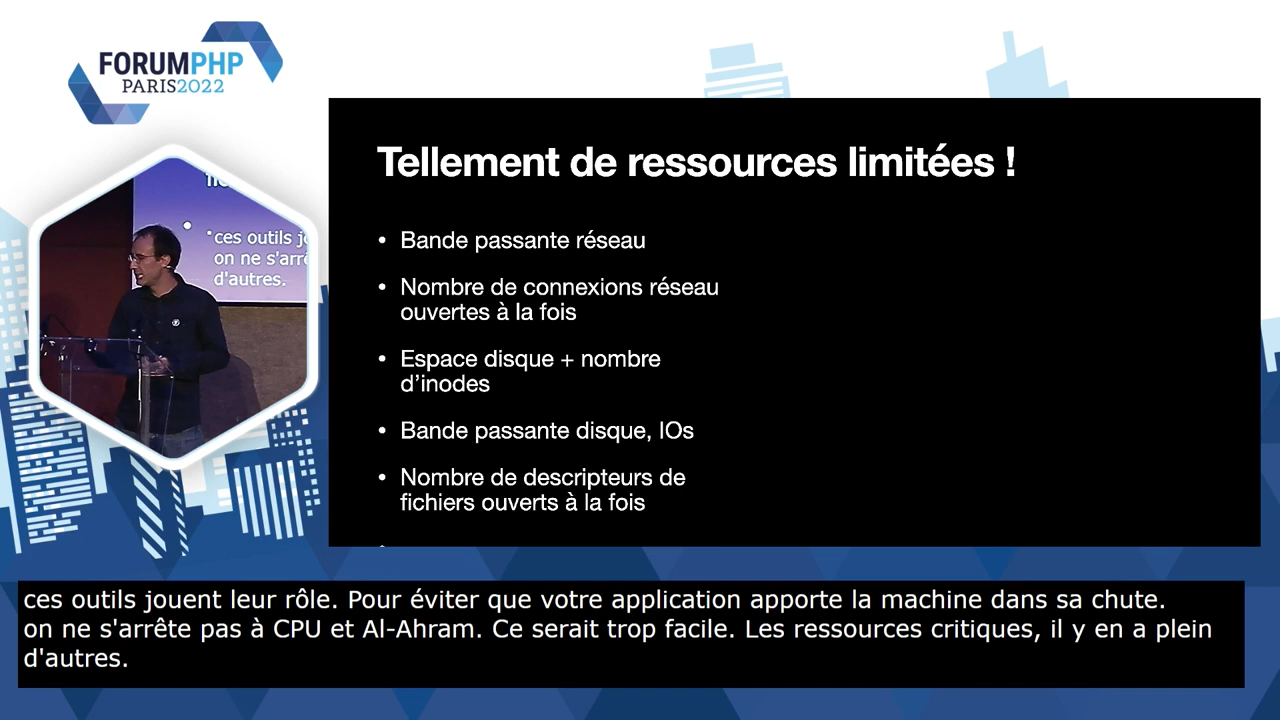 FORUMPHP
PARIS2022
Tellement de ressources limitées !
• Bande passante réseau
• Nombre de connexions réseau
ouvertes à la fois
• Espace disque + nombre
d’inodes
• Bande passante disque, IOs
• Nombre de descripteurs de
fichiers ouverts à la fois
ces outils
on ne s'arr
d'autres.
ces outils jouent leur rôle. Pour éviter que votre application apporte la machine dans sa chute.
on ne s'arrête pas à CPU et Al-Ahram. Ce serait trop facile. Les ressources critiques, il y en a plein
d'autres.